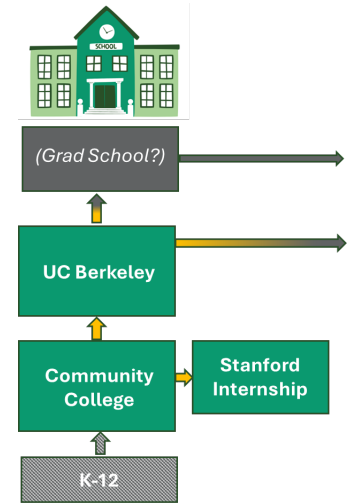 SCHOOL
(Grad School?)
UC Berkeley
Community
College
Stanford
Internship
K-12